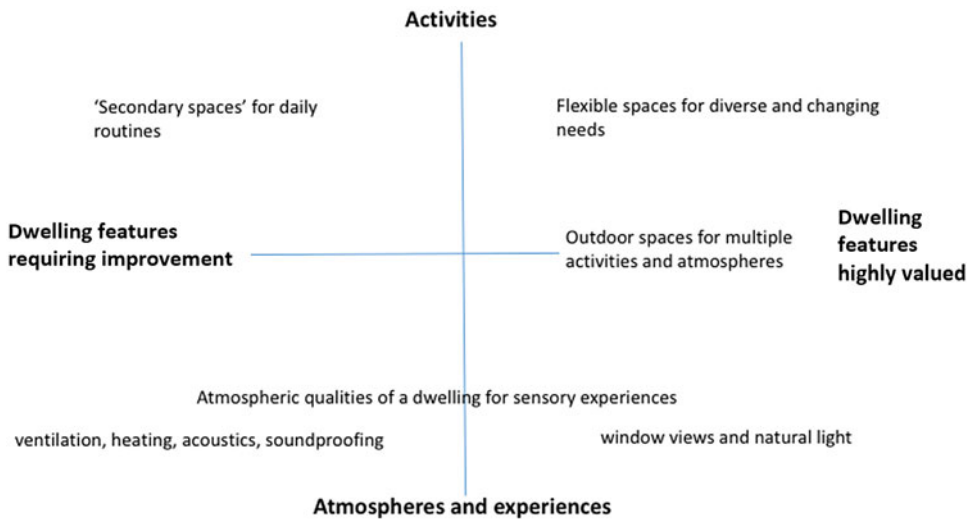 Activities
‘Secondary spaces’ for daily
routines
Flexible spaces for diverse and changing
needs
Dwelling features
requiring improvement
Outdoor spaces for multiple
activities and atmospheres
Dwelling
features
highly valued
Atmospheric qualities of a dwelling for sensory experiences
ventilation, heating, acoustics, soundproofing
window views and natural light
Atmospheres and experiences